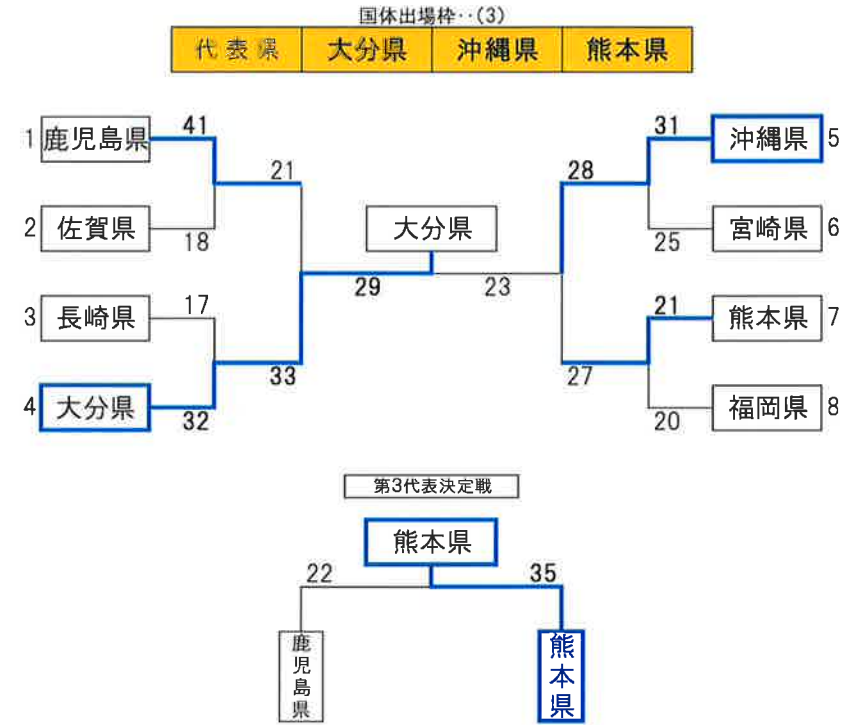 国体出場枠‥(3)
代表県 大分県 沖縄県 熊本県
41 31
1 鹿児島県 沖縄県 5
21 28
2 佐賀県 大分県 宮崎県 6
18 25
29 23
3 長崎県 17 21 熊本県 7
33 27
4 大分県 福岡県 8
32 20
第3代表決定戦
熊本県
22 35
鹿児島県
熊本県